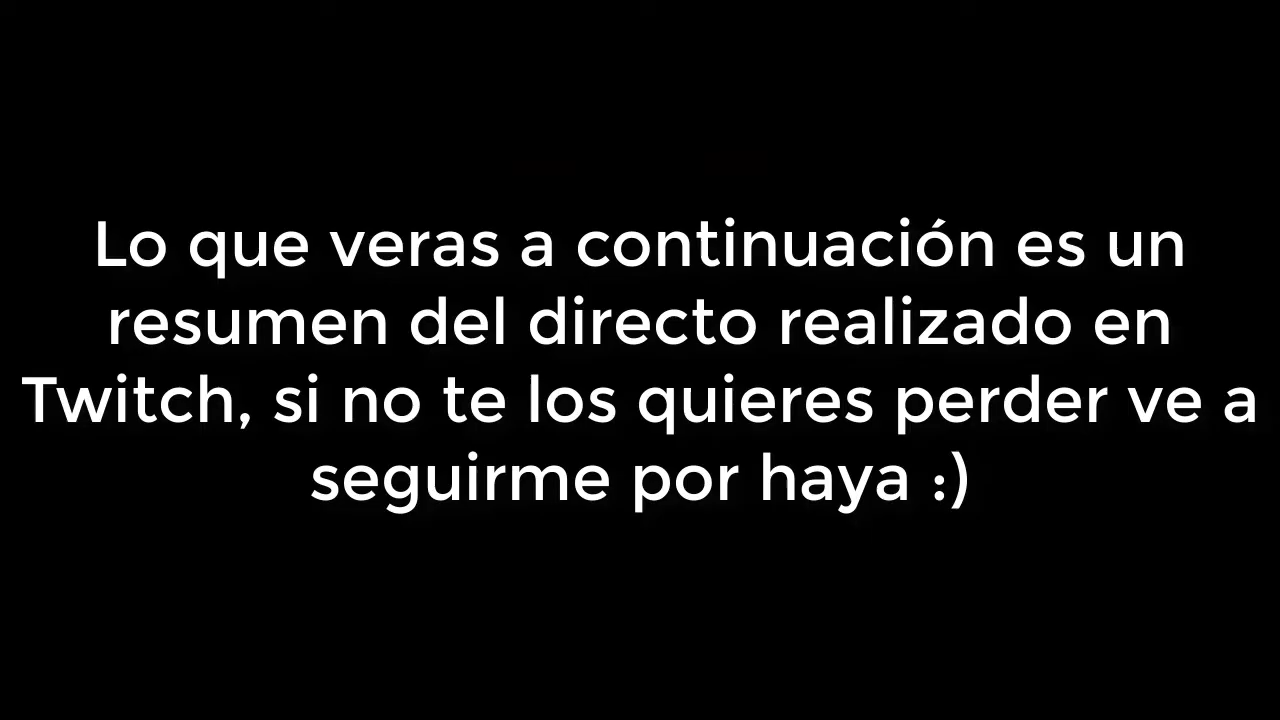 Lo que veras a continuación es un
resumen del directo realizado en
Twitch, si no te los quieres perder ve a
seguirme por haya :)